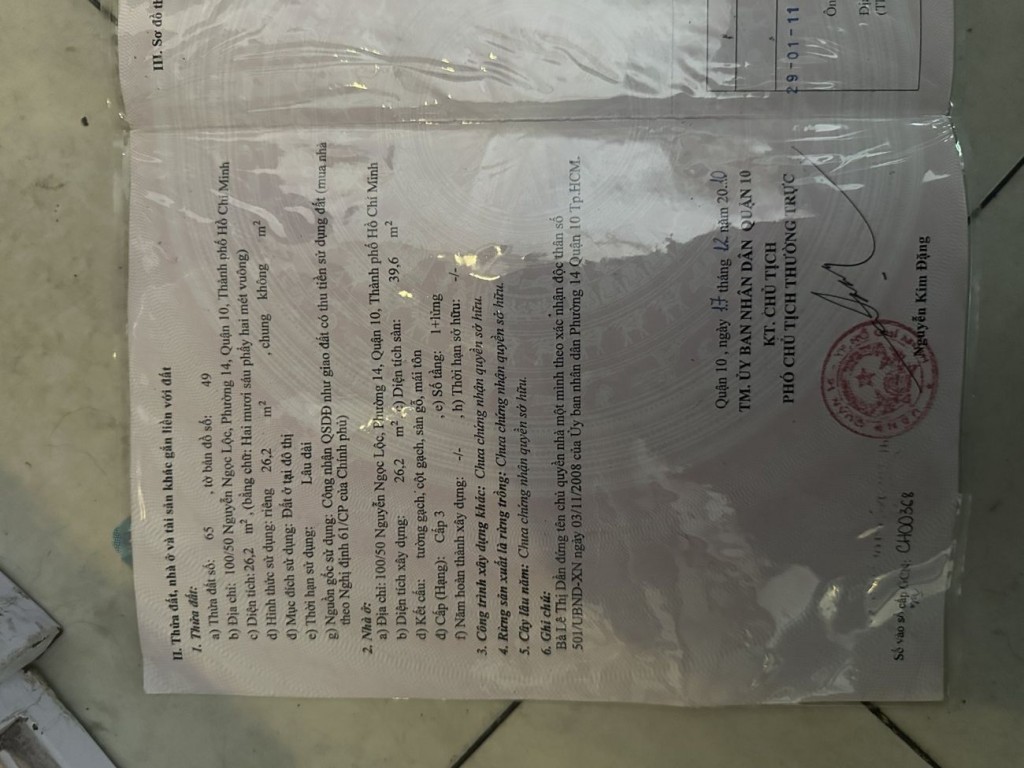 II. Thửa đất, nhà ở và tài sản khác gắn liền với đất
1. Thửa đất:
a) Thửa đất số: 65 , tờ bản đồ số: 49
b) Địa chỉ: 100/50 Nguyễn Ngọc Lộc, Phường 14, Quận 10, Thành phố Hồ Chí Minh
c) Diện tích: 26,2 m², (bằng chữ: Hai mươi sáu phẩy hai mét vuông)
d) Hình thức sử dụng: riêng 26,2 m² , chung không m²
đ) Mục đích sử dụng: Đất ở tại đô thị
e) Thời hạn sử dụng: Lâu dài
g) Nguồn gốc sử dụng: Công nhận QSDĐ như giao đất có thu tiền sử dụng đất (mua nhà
theo Nghị định 61/CP của Chính phủ)
2. Nhà ở:
a) Địa chỉ: 100/50 Nguyễn Ngọc Lộc, Phường 14, Quận 10, Thành phố Hồ Chí Minh
b) Diện tích xây dựng: 26,2 m² c) Diện tích sàn: 39,6 m²
d) Kết cấu: tường gạch, cột gạch, sàn gỗ, mái tôn
đ) Cấp (Hạng): Cấp 3 , e) Số tầng: 1+lửng
f) Năm hoàn thành xây dựng: -/- , h) Thời hạn sở hữu: -/-
3. Công trình xây dựng khác: Chưa chứng nhận quyền sở hữu.
4. Rừng sản xuất là rừng trồng: Chưa chứng nhận quyền sở hữu.
5. Cây lâu năm: Chưa chứng nhận quyền sở hữu.
6. Ghi chú:
Bà Lê Thị Dần đứng tên chủ quyền nhà một mình theo xác nhận độc thân số
501/UBND-XN ngày 03/11/2008 của Ủy ban nhân dân Phường 14 Quận 10 Tp.HCM.
Quận 10, ngày 17 tháng 12 năm 2010
TM. ỦY BAN NHÂN DÂN QUẬN 10
KT. CHỦ TỊCH
PHÓ CHỦ TỊCH THƯỜNG TRỰC
Nguyễn Kim Đặng
Số vào sổ cấp GCN: CH00368
III. Sơ đồ th
29-01-11
Ôn
Đị
(Tl